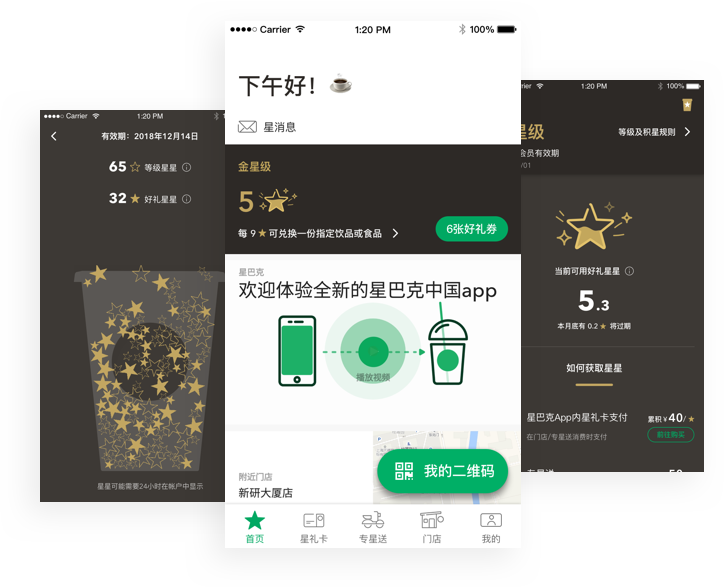 ●●●●○ Carrier 1:20 PM
有效期：2018年12月14日
65 ☆ 等级星星
32 ★ 好礼星星
星星可能需要24小时在帐户中显示
●●●●○ Carrier 1:20 PM 100%
下午好！
星消息
金星级
5
每 9 ★ 可兑换一份指定饮品或食品
6张好礼券
星巴克
欢迎体验全新的星巴克中国app
播放视频
附近门店
新研大厦店
我的二维码
首页 星礼卡 专星送 门店 我的
1:20 PM 100%
星级
等级及积星规则
会员有效期
/01
当前可用好礼星星
5.3
本月底有 0.2 ★ 将过期
如何获取星星
星巴克App内星礼卡支付
累积 ¥ 40/ ★
在门店/专星送消费时支付
前往购买